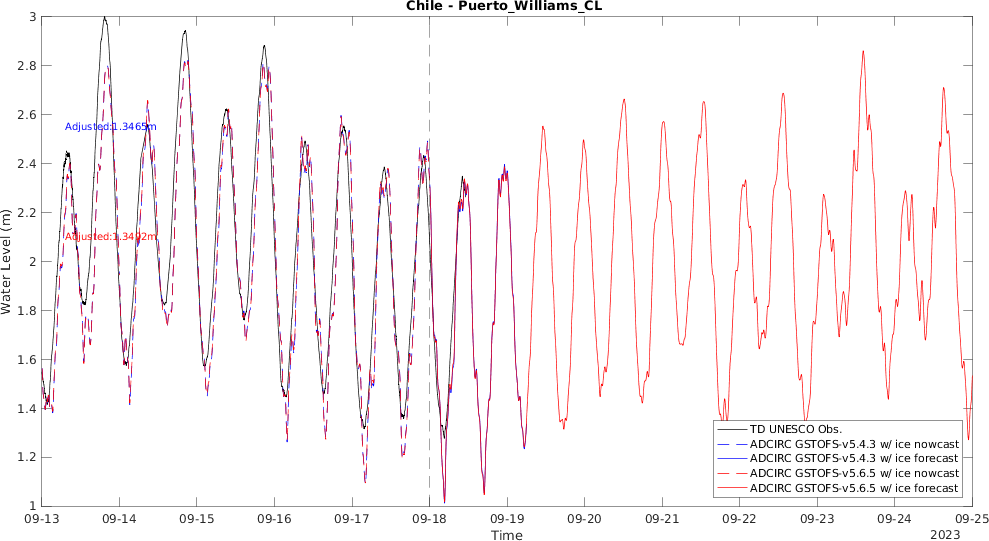 Chile - Puerto_Williams_CL
Water Level (m)
3
2.8
2.6
2.4
2.2
2
1.8
1.6
1.4
1.2
1
Adjusted:1.3465m
Adjusted:1.3492m
TD UNESCO Obs.
ADCIRC GSTOFS-v5.4.3 w/ ice nowcast
ADCIRC GSTOFS-v5.4.3 w/ ice forecast
ADCIRC GSTOFS-v5.6.5 w/ ice nowcast
ADCIRC GSTOFS-v5.6.5 w/ ice forecast
09-13 09-14 09-15 09-16 09-17 09-18 09-19 09-20 09-21 09-22 09-23 09-24 09-25
Time
2023